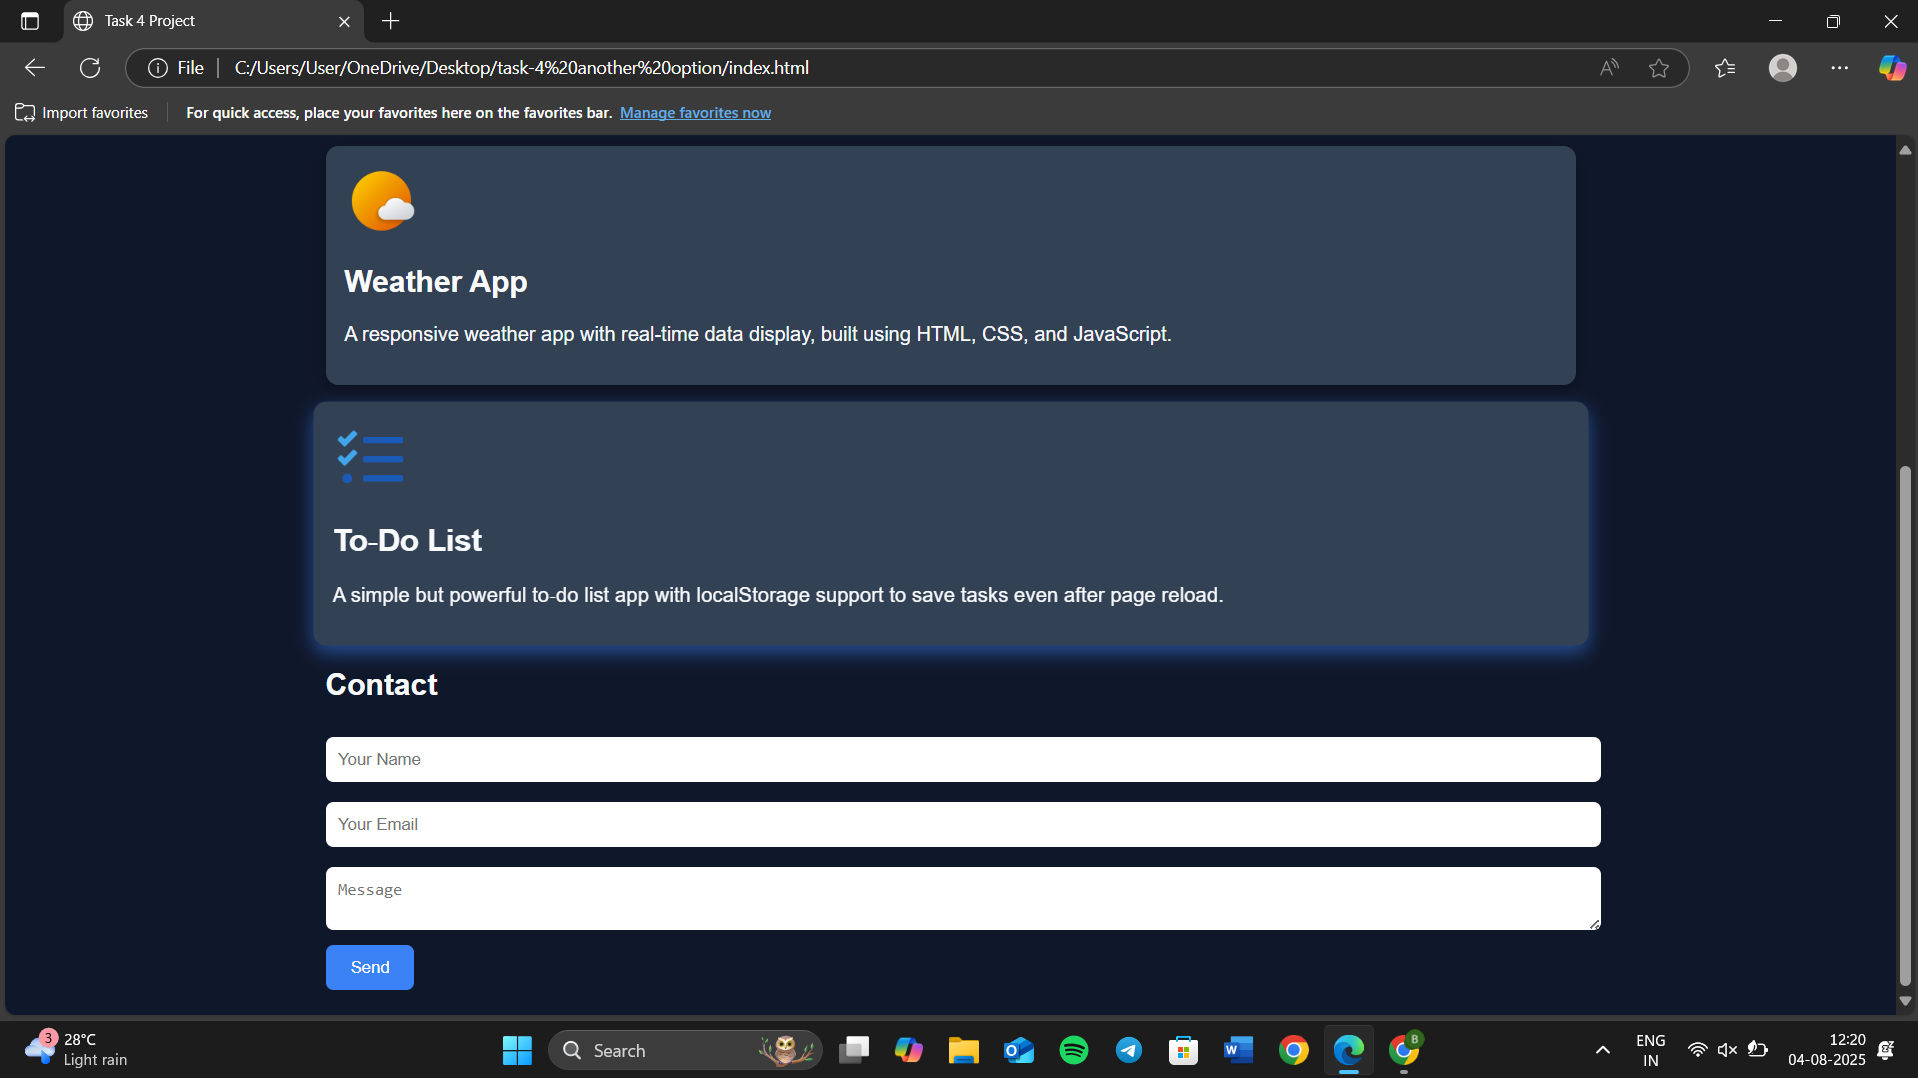 Task 4 Project
File
C:/Users/User/OneDrive/Desktop/task-4%20another%20option/index.html
Import favorites
For quick access, place your favorites here on the favorites bar. Manage favorites now
Weather App
A responsive weather app with real-time data display, built using HTML, CSS, and JavaScript.
To-Do List
A simple but powerful to-do list app with localStorage support to save tasks even after page reload.
Contact
Your Name
Your Email
Message
Send
3
28°C
Light rain
Search
W
B
ENG
IN
12:20
04-08-2025